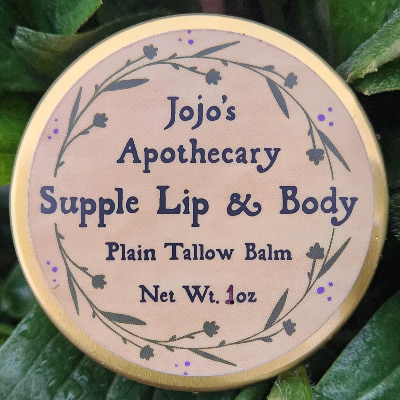 Jojo's
Apothecary
Supple Lip & Body
Plain Tallow Balm
Net Wt. 1oz